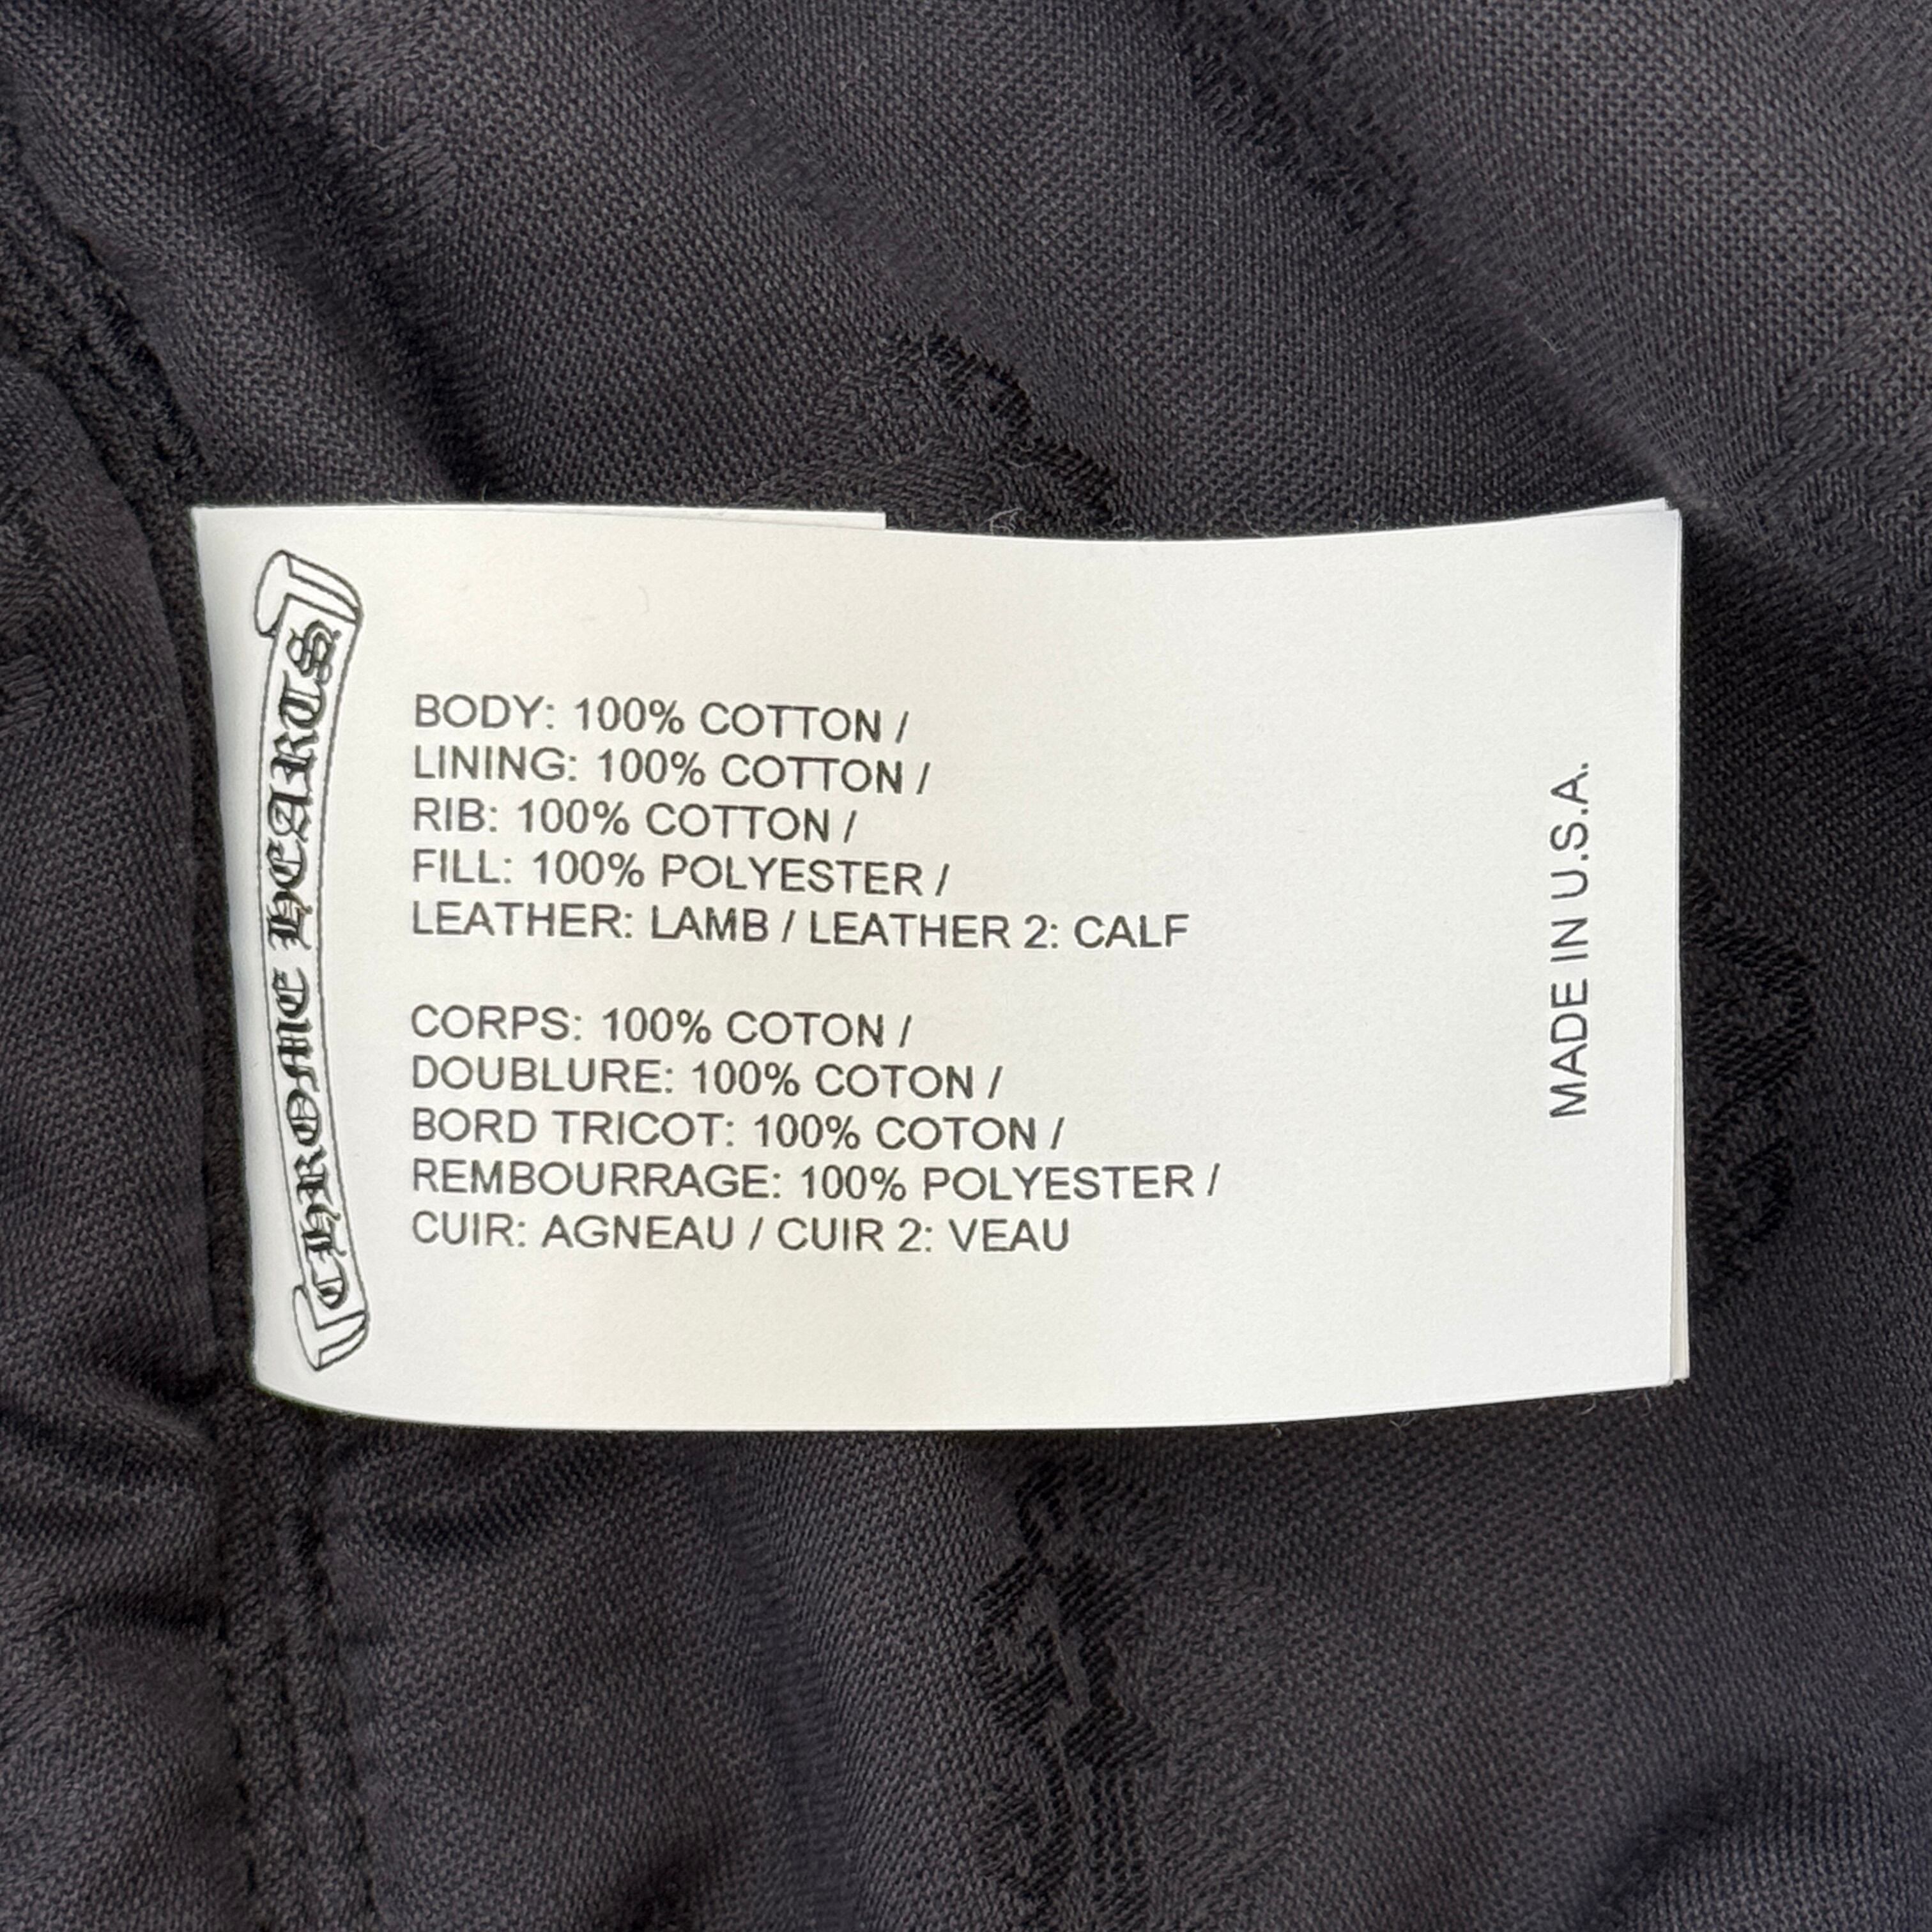 CHROME HEARTS
BODY: 100% COTTON /
LINING: 100% COTTON /
RIB: 100% COTTON /
FILL: 100% POLYESTER /
LEATHER: LAMB / LEATHER 2: CALF
CORPS: 100% COTON /
DOUBLURE: 100% COTON /
BORD TRICOT: 100% COTON /
REMBOURRAGE: 100% POLYESTER /
CUIR: AGNEAU / CUIR 2: VEAU
MADE IN U.S.A.